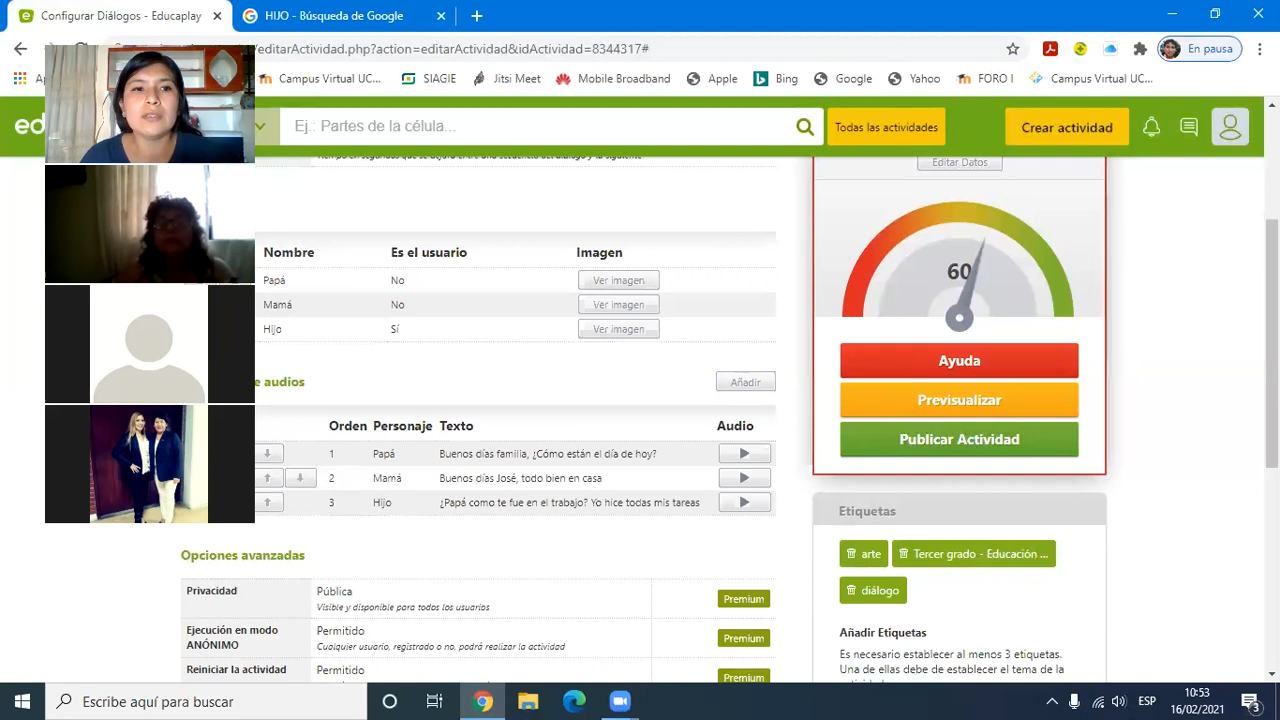 Configurar Diálogos - Educaplay
HIJO - Búsqueda de Google
/editarActividad.php?action=editarActividad&idActividad=8344317#
En pausa
Campus Virtual UC...
SIAGIE
Jitsi Meet
Mobile Broadband
Apple
Bing
Google
Yahoo
FORO I
Campus Virtual UC...
ed
Ej.: Partes de la célula...
Todas las actividades
Crear actividad
Editar Datos
Nombre Es el usuario Imagen
Papá No Ver imagen
Mamá No Ver imagen
Hijo Sí Ver imagen
60
Ayuda
Previsualizar
Publicar Actividad
e audios
Añadir
Orden Personaje Texto Audio
1 Papá Buenos días familia, ¿Cómo están el día de hoy?
2 Mamá Buenos días José, todo bien en casa
3 Hijo ¿Papá como te fue en el trabajo? Yo hice todas mis tareas
Etiquetas
arte
Tercer grado - Educación ...
diálogo
Opciones avanzadas
Privacidad Pública Premium
Visible y disponible para todos los usuarios
Ejecución en modo ANÓNIMO Permitido Premium
Cualquier usuario, registrado o no, podrá realizar la actividad
Reiniciar la actividad Permitido Premium
Añadir Etiquetas
Es necesario establecer al menos 3 etiquetas.
Una de ellas debe de establecer el tema de la
Escribe aquí para buscar
ESP
10:53
16/02/2021
3